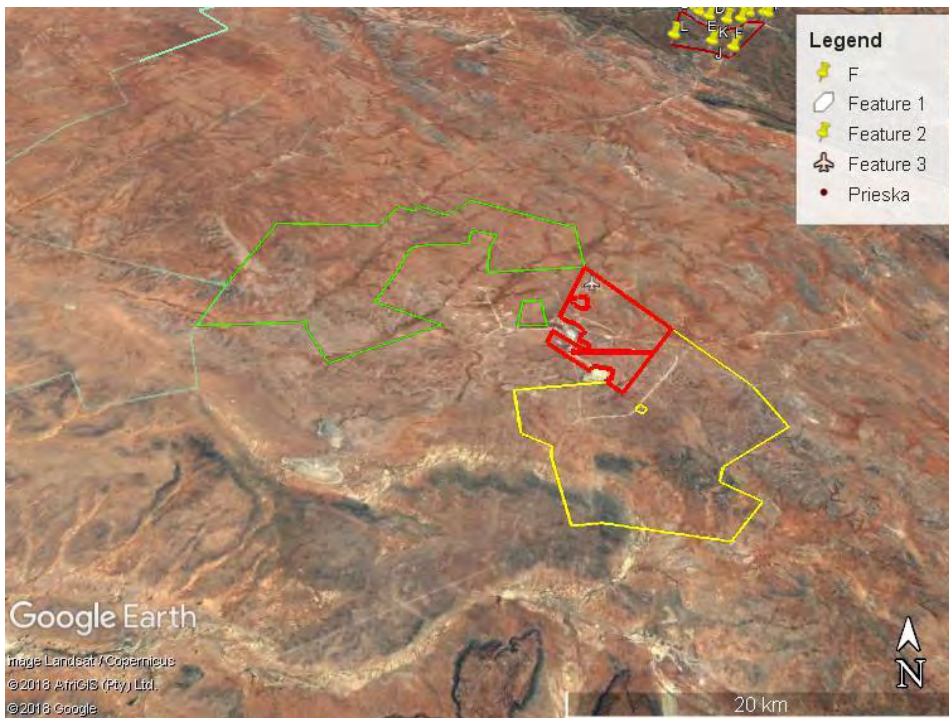 L
E
K
F
J
Legend
F
Feature 1
Feature 2
Feature 3
Prieska
Google Earth
Image Landsat / Copernicus
©2018 AfriGIS (Pty) Ltd.
©2018 Google
20 km
N